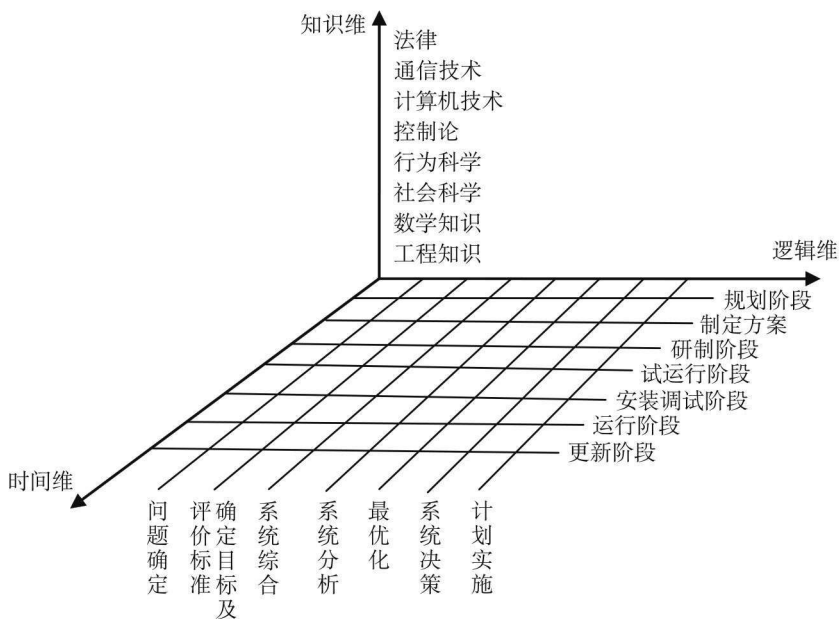 知识维
法律
通信技术
计算机技术
控制论
行为科学
社会科学
数学知识
工程知识
逻辑维
规划阶段
制定方案
研制阶段
试运行阶段
安装调试阶段
运行阶段
更新阶段
时间维
问题确定
确定目标及
评价标准
系统综合
系统分析
最优化
系统决策
计划实施